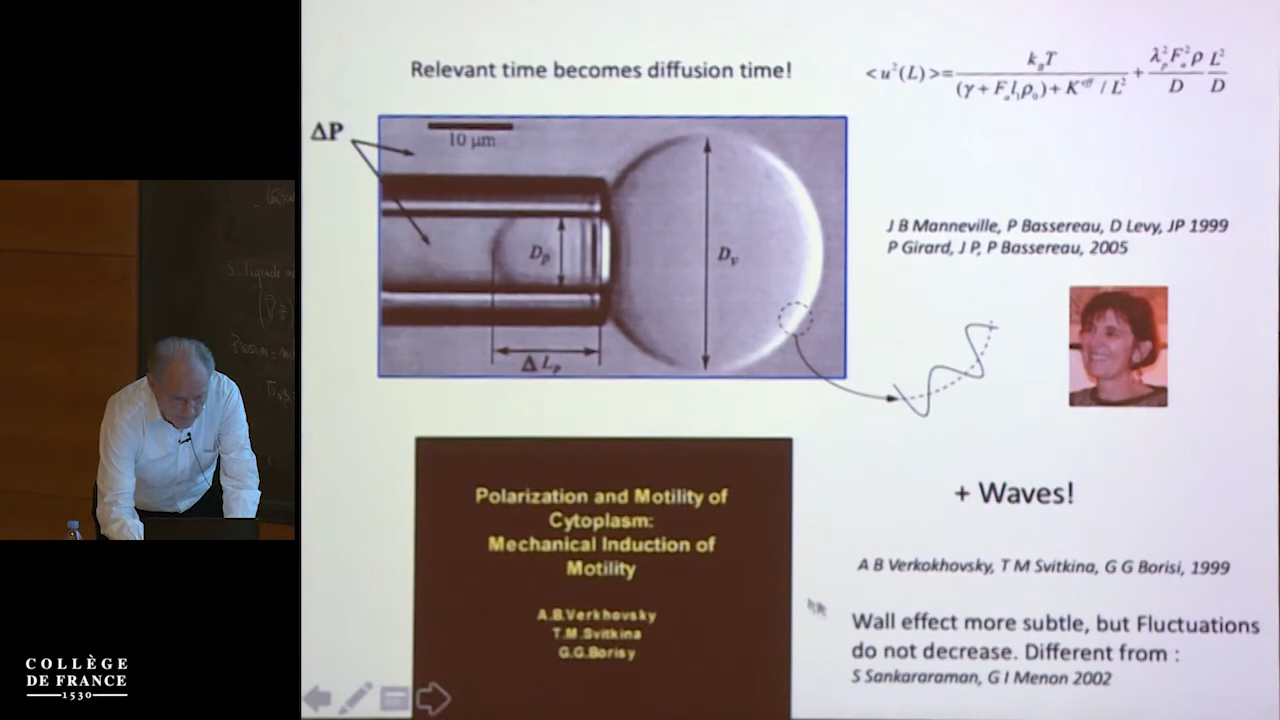 Relevant time becomes diffusion time!
<u²(L)>= k_BT / ((γ + F_a l_1 ρ_0) + K^eff / L²) + λ_p² F_a² ρ / D L² / D
ΔP
10 μm
D_p
D_v
Δ L_p
J B Manneville, P Bassereau, D Levy, JP 1999
P Girard, J P, P Bassereau, 2005
Polarization and Motility of
Cytoplasm:
Mechanical Induction of
Motility
A.B.Verkhovsky
T.M.Svitkina
G.G.Borisy
+ Waves!
A B Verkokhovsky, T M Svitkina, G G Borisi, 1999
Wall effect more subtle, but Fluctuations
do not decrease. Different from :
S Sankararaman, G I Menon 2002
COLLÈGE
DE FRANCE
1530